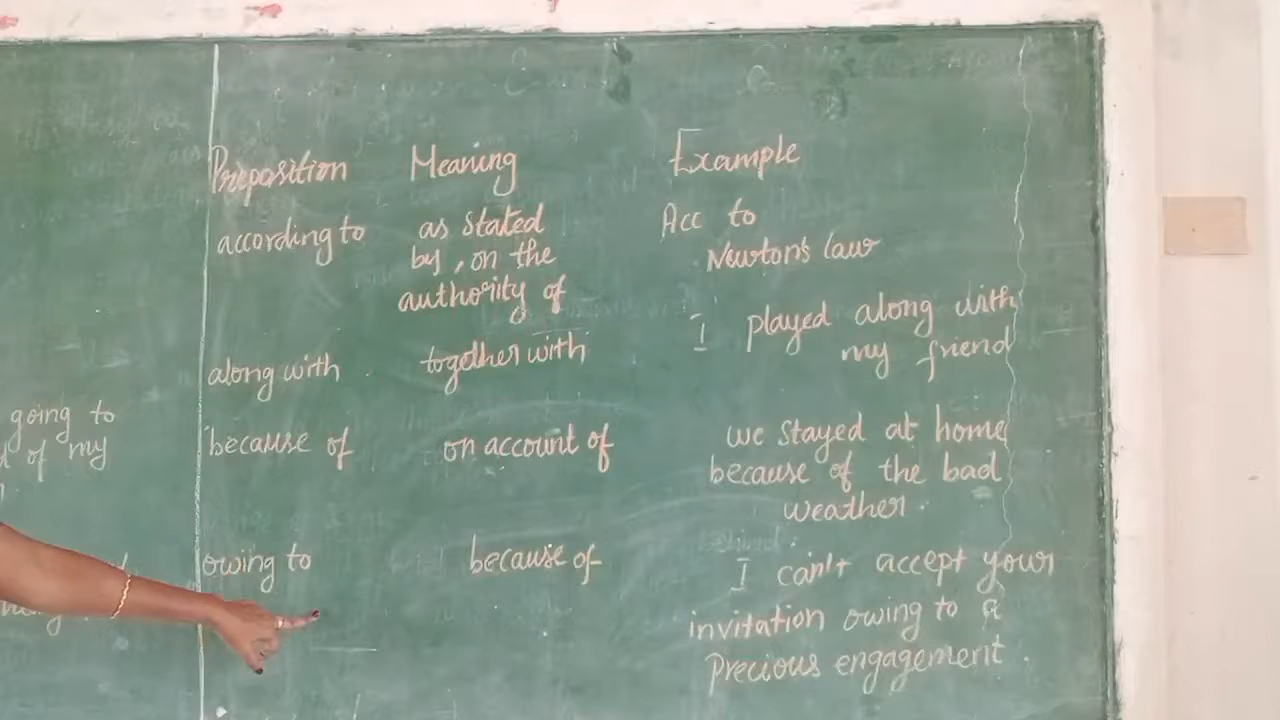 going to
of my
Preposition Meaning Example
according to as stated by, on the authority of Acc to Newton's law
along with together with I played along with my friend
because of on account of we stayed at home because of the bad weather.
owing to because of I can't accept your invitation owing to a Precious engagement.